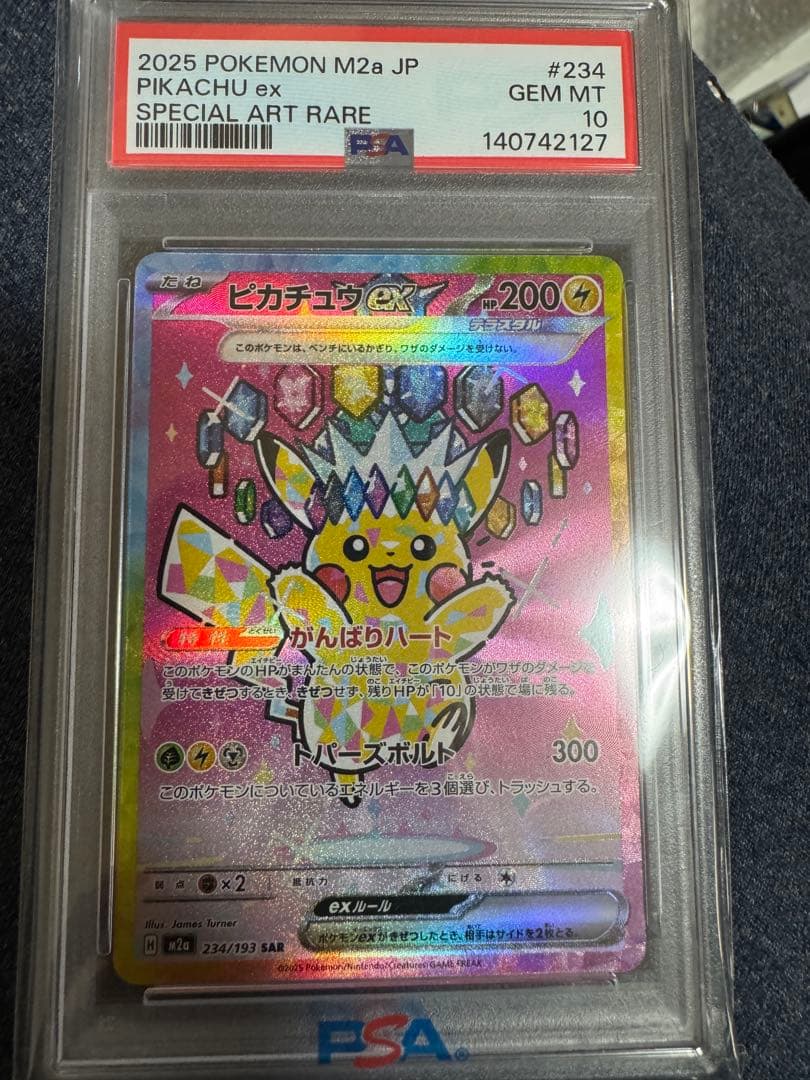 2025 POKEMON M2a JP #234
PIKACHU ex GEM MT
SPECIAL ART RARE 10
PSA 140742127
たね ピカチュウex HP200
テラスタル
このポケモンは、ベンチにいるかぎり、ワザのダメージを受けない。
特性 とくせい がんばりハート
このポケモンのHPがまんたんの状態で、このポケモンがワザのダメージを
受けてきぜつするとき、きぜつせず、残りHPが「10」の状態で場に残る。
トパーズボルト 300
このポケモンについているエネルギーを3個選び、トラッシュする。
弱点 ×2 抵抗力 にげる
exルール
ポケモンexがきぜつしたとき、相手はサイドを2枚とる。
Illus. James Turner
H M2a 234/193 SAR
©2025 Pokémon/Nintendo/Creatures/GAME FREAK
PSA®